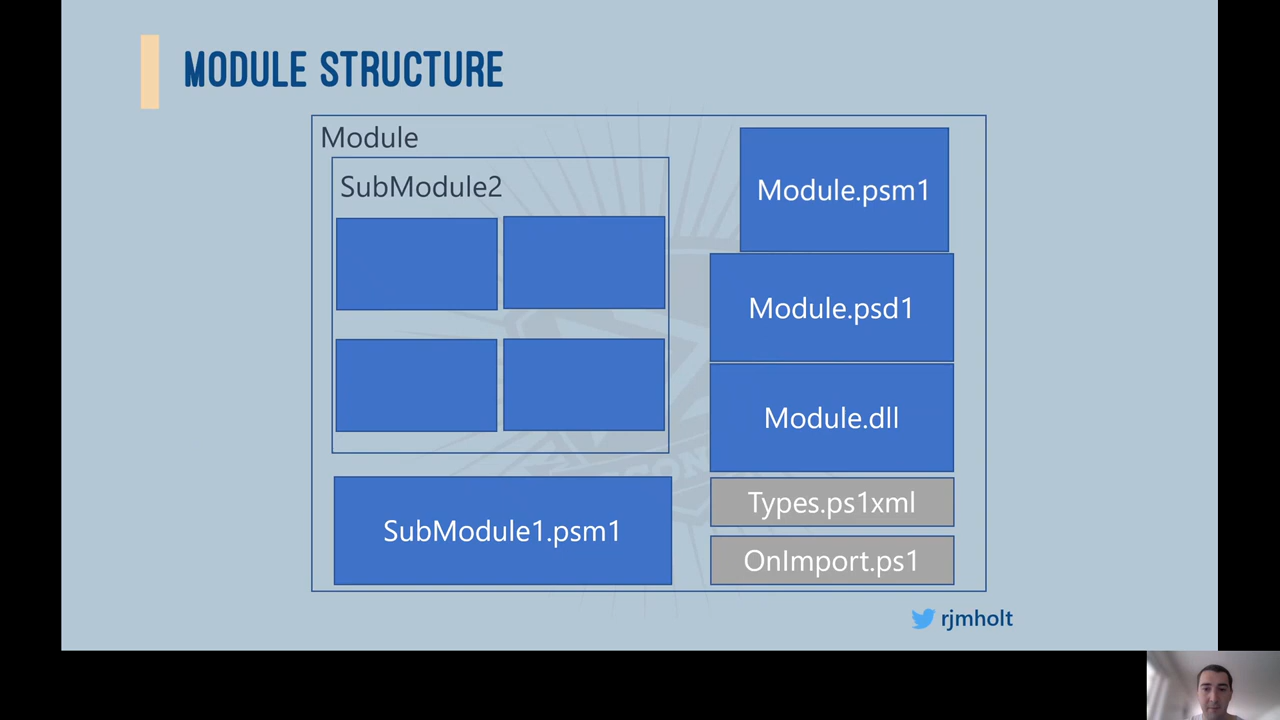 MODULE STRUCTURE
Module
SubModule2
SubModule1.psm1
Module.psm1
Module.psd1
Module.dll
Types.ps1xml
OnImport.ps1
rjmholt